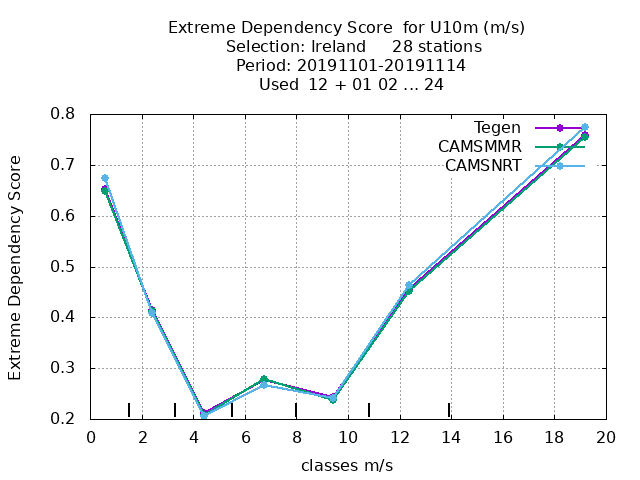 Extreme Dependency Score  for U10m (m/s)
Selection: Ireland     28 stations
Period: 20191101-20191114
Used  12 + 01 02 ... 24
Extreme Dependency Score
0.8
0.7
0.6
0.5
0.4
0.3
0.2
Tegen
CAMSMMR
CAMSNRT
0 2 4 6 8 10 12 14 16 18 20
classes m/s